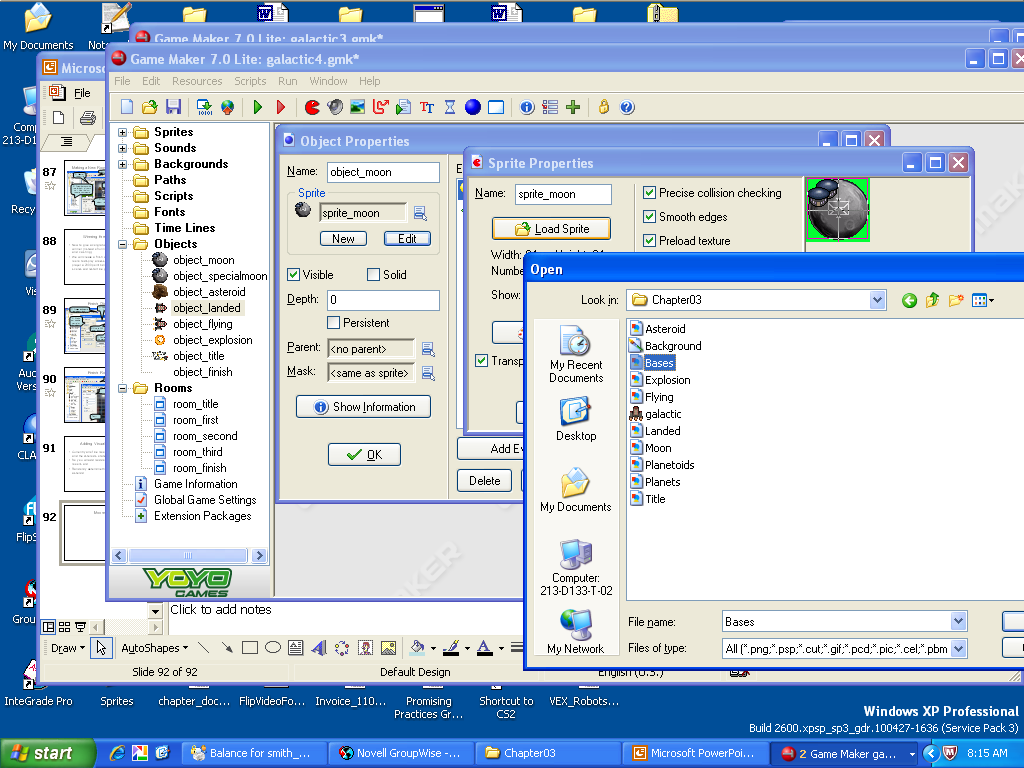 My Documents
Game Maker 7.0 Lite: galactic3.gmk*
Game Maker 7.0 Lite: galactic4.gmk*
File Edit Resources Scripts Run Window Help
File
87
88
89
90
91
92
Sprites
Sounds
Backgrounds
Paths
Scripts
Fonts
Time Lines
Objects
object_moon
object_specialmoon
object_asteroid
object_landed
object_flying
object_explosion
object_title
object_finish
Rooms
room_title
room_first
room_second
room_third
room_finish
Game Information
Global Game Settings
Extension Packages
YOYO
GAMES
Object Properties
Name: object_moon
Sprite
sprite_moon
New Edit
Visible Solid
Depth: 0
Persistent
Parent: <no parent>
Mask: <same as sprite>
Show Information
OK
Delete
Sprite Properties
Name: sprite_moon
Load Sprite
Show:
Precise collision checking
Smooth edges
Preload texture
Open
Look in: Chapter03
My Recent
Documents
Desktop
My Documents
Computer:
213-D133-T-02
My Network
Asteroid
Background
Bases
Explosion
Flying
galactic
Landed
Moon
Planetoids
Planets
Title
File name: Bases
Files of type: All (*.png;*.psp;*.cut;*.gif;*.pcd;*.pic;*.cel;*.pbm
Click to add notes
Draw AutoShapes
Slide 92 of 92 Default Design English (U.S.)
InteGrade Pro Sprites chapter_doc... FlipVideoFo... Invoice_110... Promising Practices Gr... Shortcut to CS2 VEX_Robots...
Windows XP Professional
Build 2600.xpsp_sp3_gdr.100427-1636 (Service Pack 3)
start Balance for smith_... Novell GroupWise -... Chapter03 Microsoft PowerPoi... 2 Game Maker ga... 8:15 AM